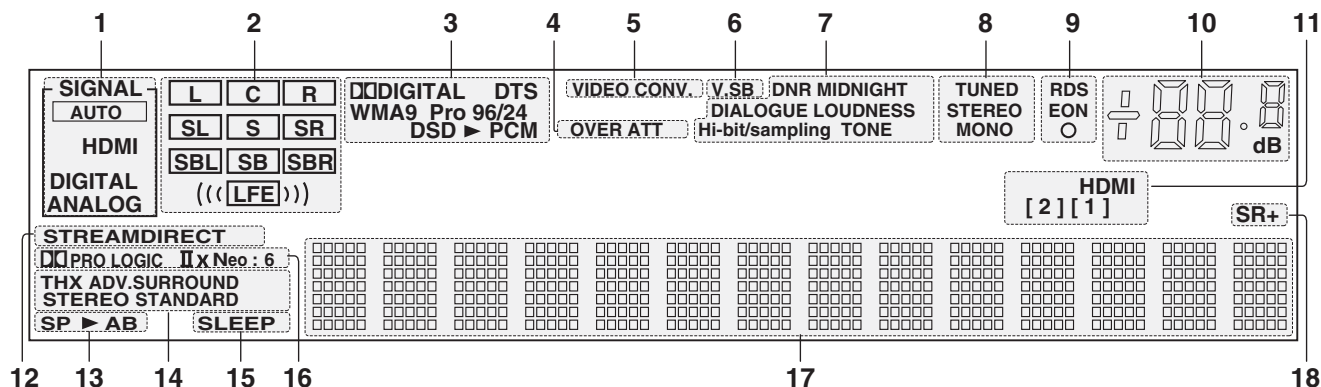 1 2 3 4 5 6 7 8 9 10 11
SIGNAL
AUTO
HDMI
DIGITAL
ANALOG
L C R
SL S SR
SBL SB SBR
((( LFE )))
DIGITAL DTS
WMA9 Pro 96/24
DSD ► PCM
VIDEO CONV.
OVER ATT
V.SB
DNR MIDNIGHT
DIALOGUE LOUDNESS
Hi-bit/sampling TONE
TUNED
STEREO
MONO
RDS
EON
dB
HDMI
[ 2 ] [ 1 ]
SR+
STREAMDIRECT
PRO LOGIC II x Neo : 6
THX ADV.SURROUND
STEREO STANDARD
SP ► AB
SLEEP
12 13 14 15 16 17 18